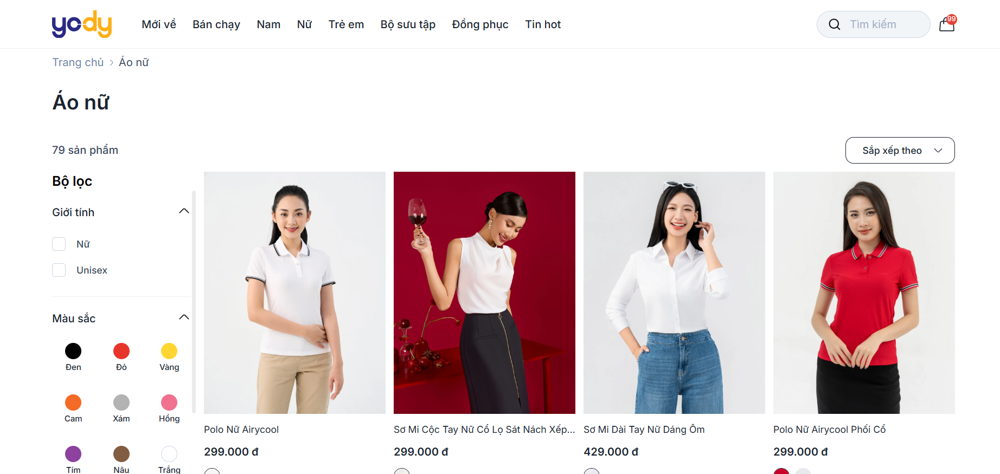 yody
Mới về Bán chạy Nam Nữ Trẻ em Bộ sưu tập Đồng phục Tin hot
Tìm kiếm
99
Trang chủ > Áo nữ
Áo nữ
79 sản phẩm
Sắp xếp theo
Bộ lọc
Giới tính
Nữ
Unisex
Màu sắc
Đen Đỏ Vàng
Cam Xám Hồng
Tím Nâu Trắng
Polo Nữ Airycool
299.000 đ
Sơ Mi Cộc Tay Nữ Cổ Lọ Sát Nách Xếp...
299.000 đ
Sơ Mi Dài Tay Nữ Dáng Ôm
429.000 đ
Polo Nữ Airycool Phối Cổ
299.000 đ